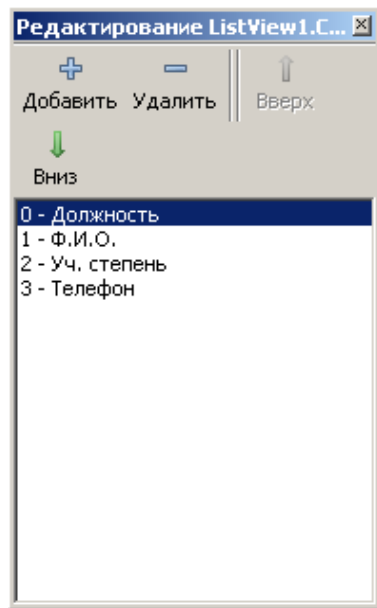 Редактирование ListView1.C...
Добавить Удалить Вверх
Вниз
0 - Должность
1 - Ф.И.О.
2 - Уч. степень
3 - Телефон